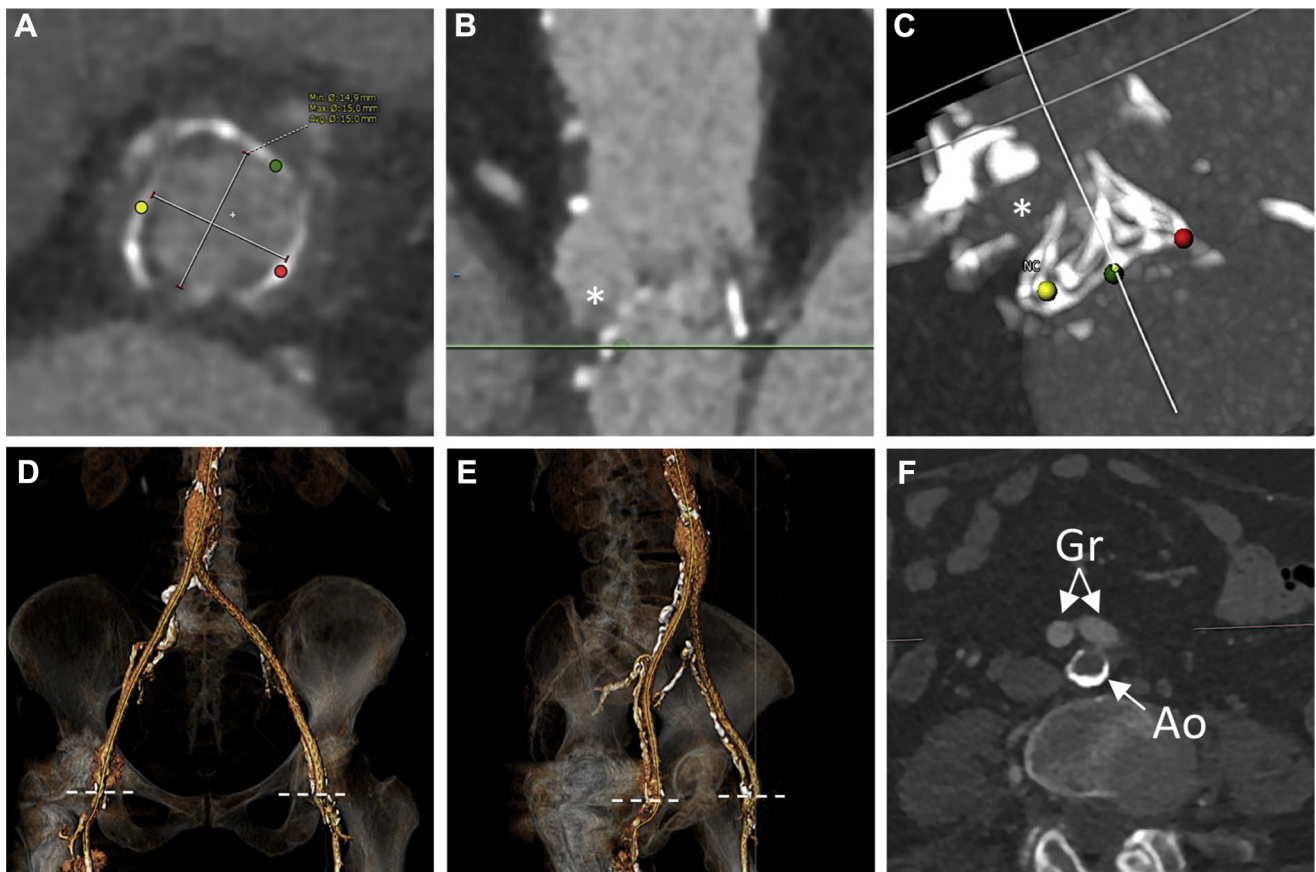 A
Min. Ø: 14,9 mm
Max. Ø: 15,0 mm
Avg. Ø: 15,0 mm
B
*
C
*
NC
D
E
F
Gr
Ao